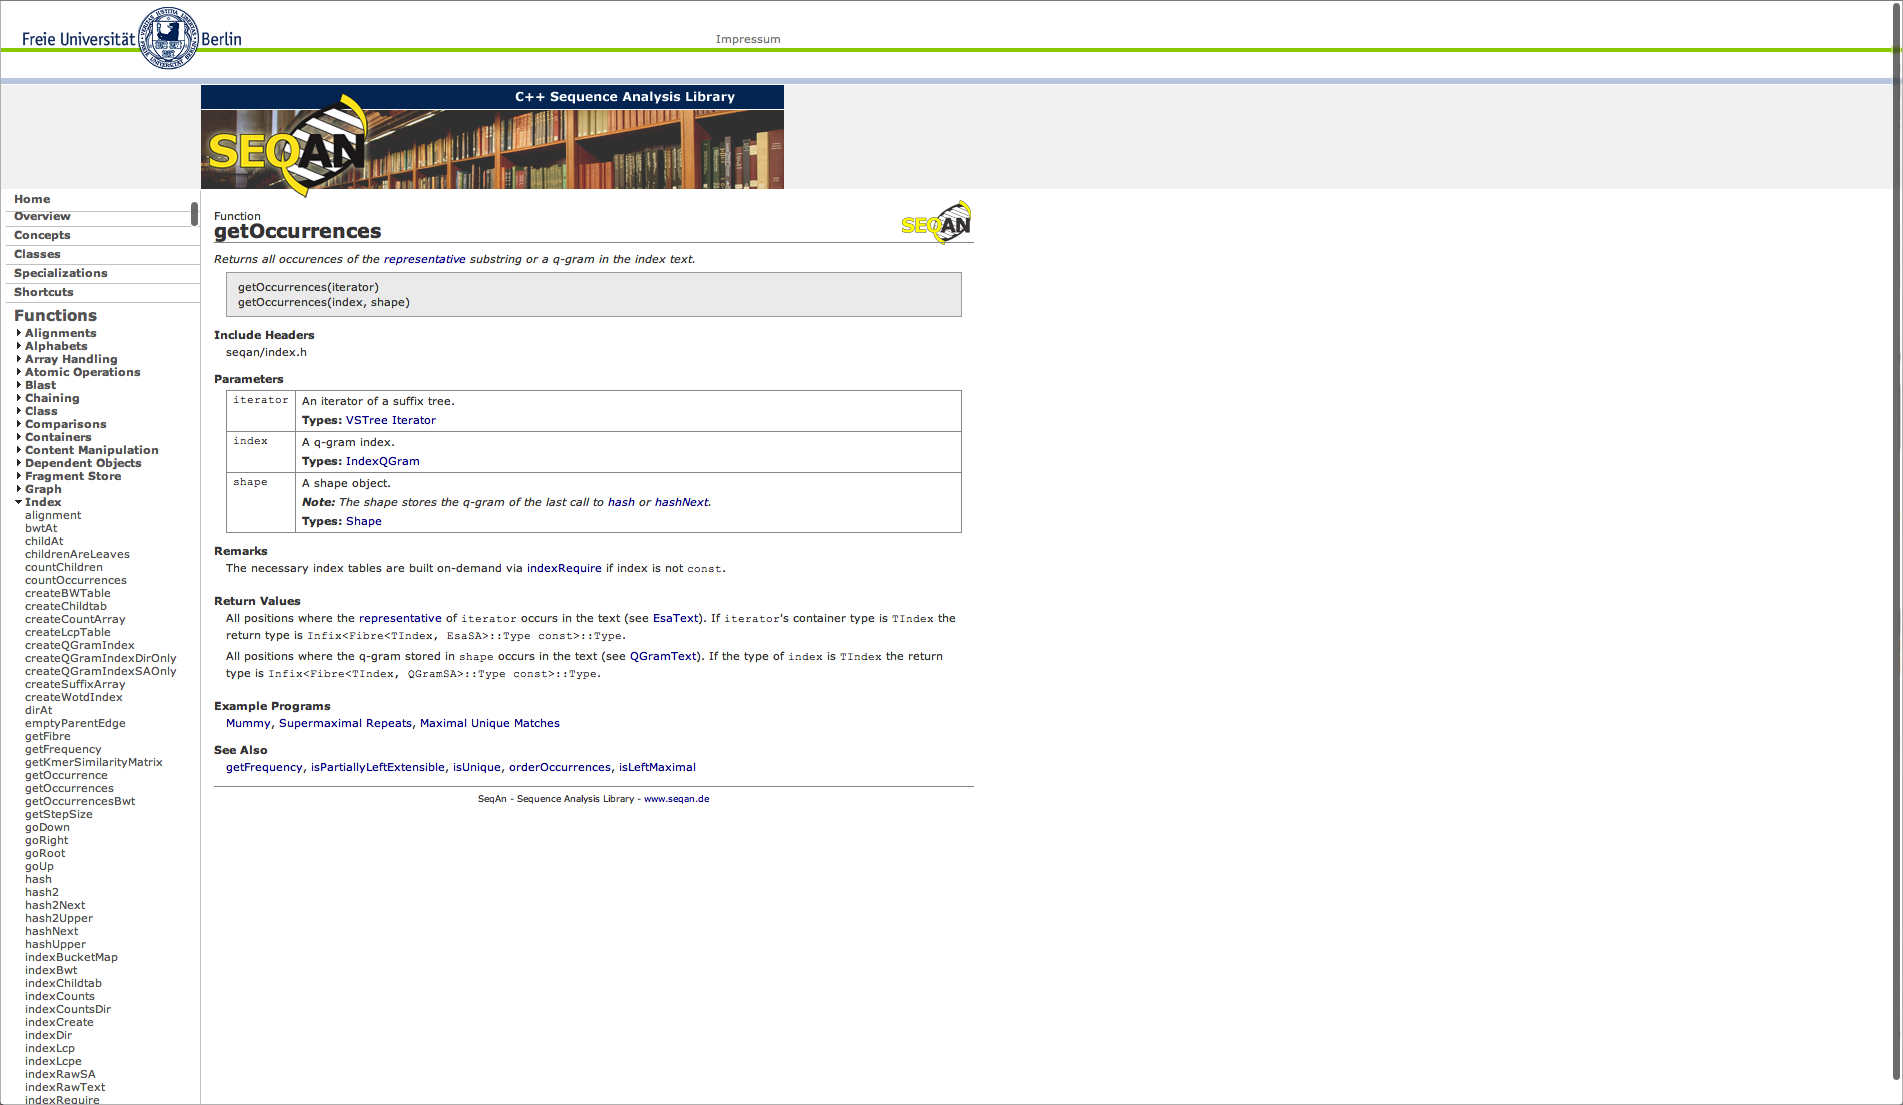 Freie Universität Berlin
Impressum
C++ Sequence Analysis Library
SEQAN
Home
Overview
Concepts
Classes
Specializations
Shortcuts
Functions
Alignments
Alphabets
Array Handling
Atomic Operations
Blast
Chaining
Class
Comparisons
Containers
Content Manipulation
Dependent Objects
Fragment Store
Graph
Index
alignment
bwtAt
childAt
childrenAreLeaves
countChildren
countOccurrences
createBWTable
createChildtab
createCountArray
createLcpTable
createQGramIndex
createQGramIndexDirOnly
createQGramIndexSAOnly
createSuffixArray
createWotdIndex
dirAt
emptyParentEdge
getFibre
getFrequency
getKmerSimilarityMatrix
getOccurrence
getOccurrences
getOccurrencesBwt
getStepSize
goDown
goRight
goRoot
goUp
hash
hash2
hash2Next
hash2Upper
hashNext
hashUpper
indexBucketMap
indexBwt
indexChildtab
indexCounts
indexCountsDir
indexCreate
indexDir
indexLcp
indexLcpe
indexRawSA
indexRawText
indexRequire
Function
getOccurrences
SEQAN
Returns all occurences of the representative substring or a q-gram in the index text.
getOccurrences(iterator)
getOccurrences(index, shape)
Include Headers
seqan/index.h
Parameters
iterator
An iterator of a suffix tree.
Types: VSTree Iterator
index
A q-gram index.
Types: IndexQGram
shape
A shape object.
Note: The shape stores the q-gram of the last call to hash or hashNext.
Types: Shape
Remarks
The necessary index tables are built on-demand via indexRequire if index is not const.
Return Values
All positions where the representative of iterator occurs in the text (see EsaText). If iterator's container type is TIndex the
return type is Infix<Fibre<TIndex, EsaSA>::Type const>::Type.
All positions where the q-gram stored in shape occurs in the text (see QGramText). If the type of index is TIndex the return
type is Infix<Fibre<TIndex, QGramSA>::Type const>::Type.
Example Programs
Mummy, Supermaximal Repeats, Maximal Unique Matches
See Also
getFrequency, isPartiallyLeftExtensible, isUnique, orderOccurrences, isLeftMaximal
SeqAn - Sequence Analysis Library - www.seqan.de